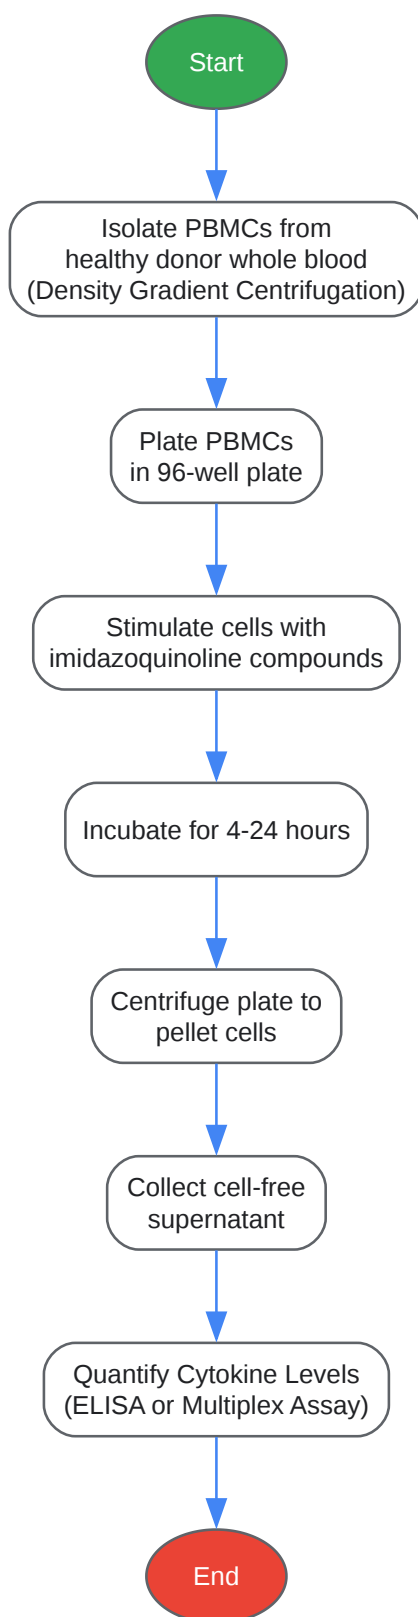 Start
Isolate PBMCs from
healthy donor whole blood
(Density Gradient Centrifugation)
Plate PBMCs
in 96-well plate
Stimulate cells with
imidazoquinoline compounds
Incubate for 4-24 hours
Centrifuge plate to
pellet cells
Collect cell-free
supernatant
Quantify Cytokine Levels
(ELISA or Multiplex Assay)
End